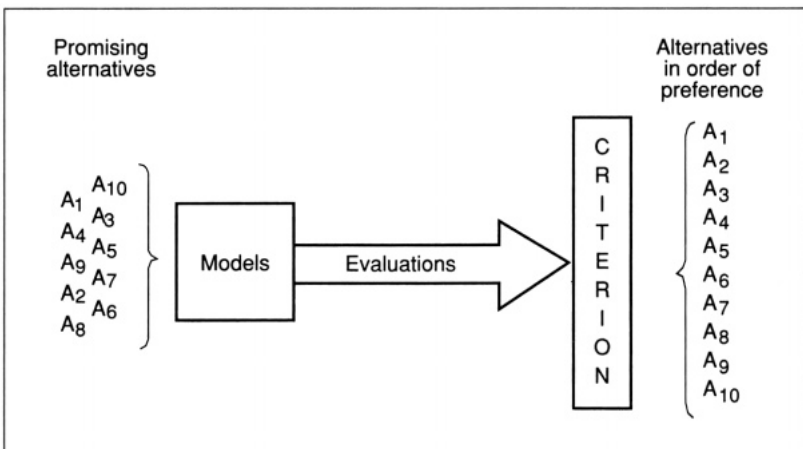 Promising
alternatives
Alternatives
in order of
preference
A10
A1
A3
A4
A5
A9
A7
A2
A6
A8
Models
Evaluations
C
R
I
T
E
R
I
O
N
A1
A2
A3
A4
A5
A6
A7
A8
A9
A10